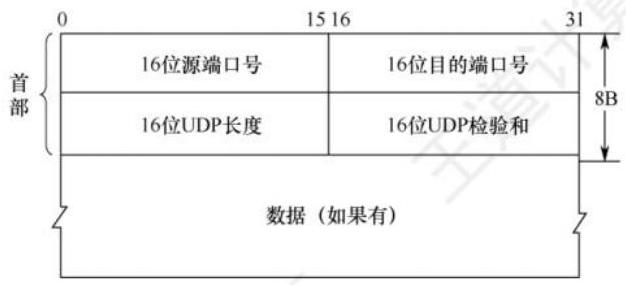 0 15 16 31
16位源端口号 16位目的端口号
首部
8B
16位UDP长度 16位UDP检验和
数据（如果有）
王道计算